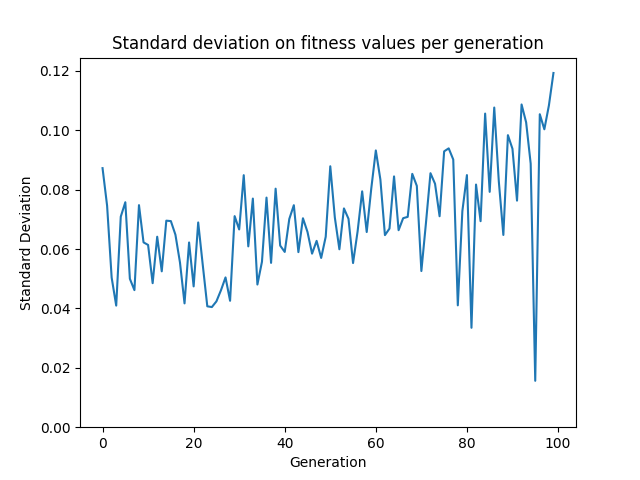 Standard deviation on fitness values per generation
0.12
0.10
0.08
0.06
0.04
0.02
0.00
Standard Deviation
0 20 40 60 80 100
Generation